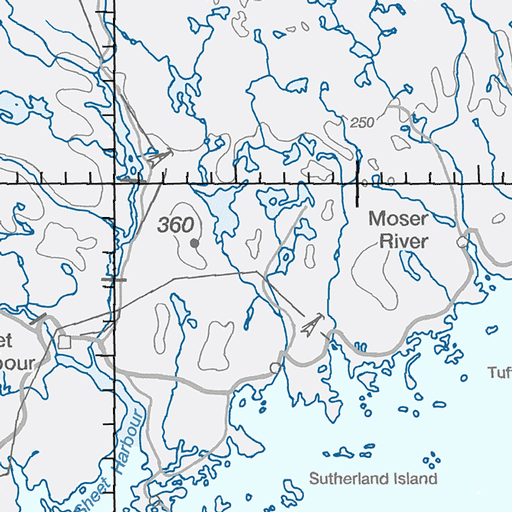 250
360
Moser
River
et
bour
Tuf
Sheet Harbour
Sutherland Island